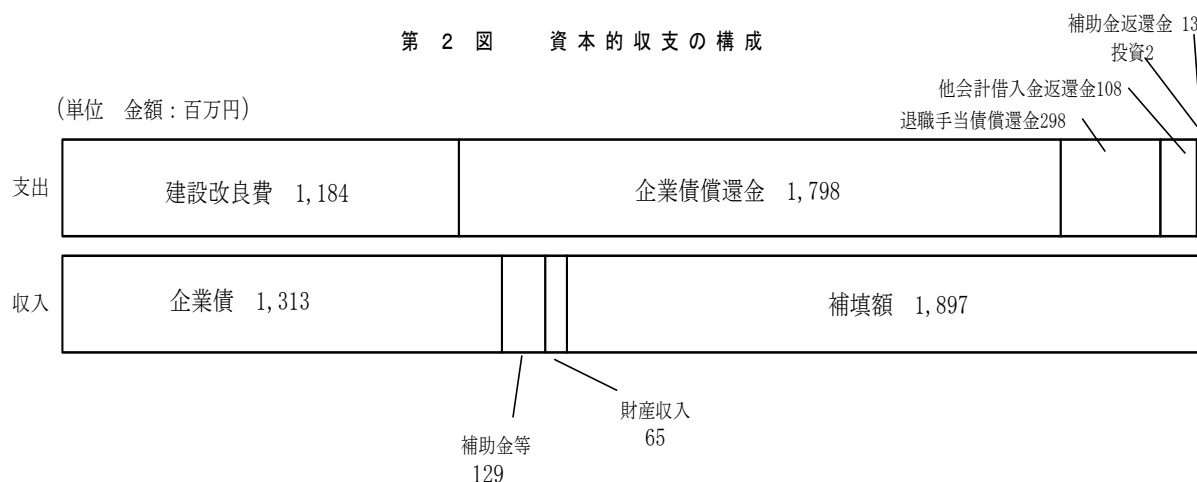 第 2 図　　資 本 的 収 支 の 構 成
(単位　金額：百万円)
補助金返還金 13
投資2
他会計借入金返還金108
退職手当債償還金298
支出
建設改良費　1,184
企業債償還金　1,798
収入
企業債　1,313
補填額　1,897
財産収入
65
補助金等
129